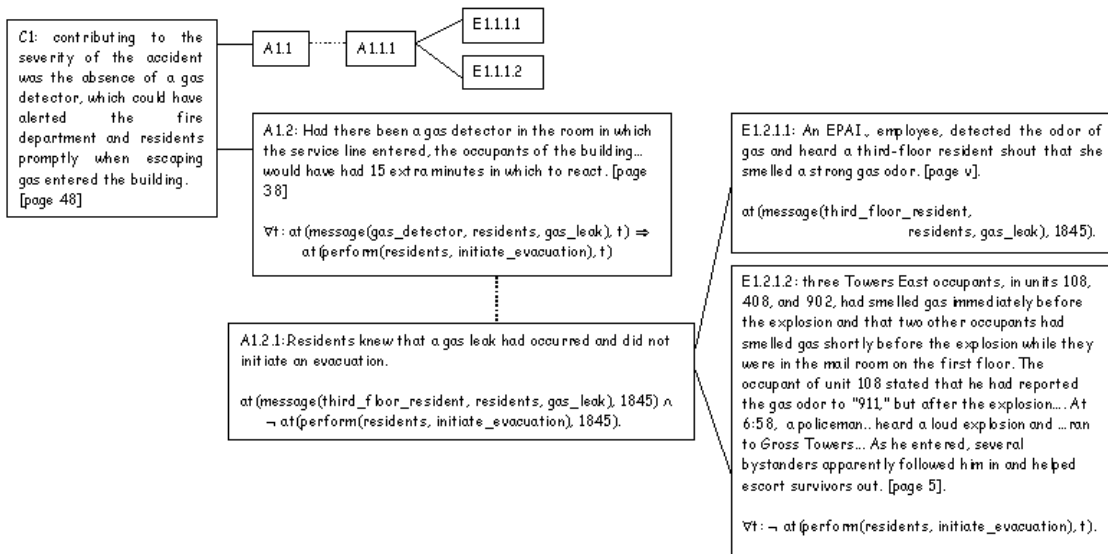 C1: contributing to the
severity of the accident
was the absence of a gas
detector, which could have
alerted the fire
department and residents
promptly when escaping
gas entered the building.
[page 48]
A1.1
A1.1.1
E1.1.1.1
E1.1.1.2
A1.2: Had there been a gas detector in the room in which
the service line entered, the occupants of the building...
would have had 15 extra minutes in which to react. [page
38]
∀t: at(message(gas_detector, residents, gas_leak), t) ⇒
at(perform(residents, initiate_evacuation), t)
A1.2.1:Residents knew that a gas leak had occurred and did not
initiate an evacuation.
at(message(third_floor_resident, residents, gas_leak), 1845) ∧
¬ at(perform(residents, initiate_evacuation), 1845).
E1.2.1.1: An EPAI., employee, detected the odor of
gas and heard a third-floor resident shout that she
smelled a strong gas odor. [page v].
at(message(third_floor_resident,
residents, gas_leak), 1845).
E1.2.1.2: three Towers East occupants, in units 108,
408, and 902, had smelled gas immediately before
the explosion and that two other occupants had
smelled gas shortly before the explosion while they
were in the mail room on the first floor. The
occupant of unit 108 stated that he had reported
the gas odor to "911," but after the explosion.... At
6:58, a policeman.. heard a loud explosion and ...ran
to Gross Towers... As he entered, several
bystanders apparently followed him in and helped
escort survivors out. [page 5].
∀t: ¬ at(perform(residents, initiate_evacuation), t).